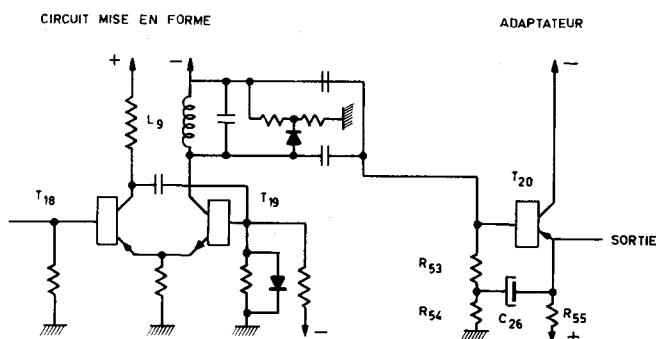 CIRCUIT MISE EN FORME
ADAPTATEUR
+
−
−
L9
T18
T19
T20
SORTIE
R53
R54
C26
R55
−
+